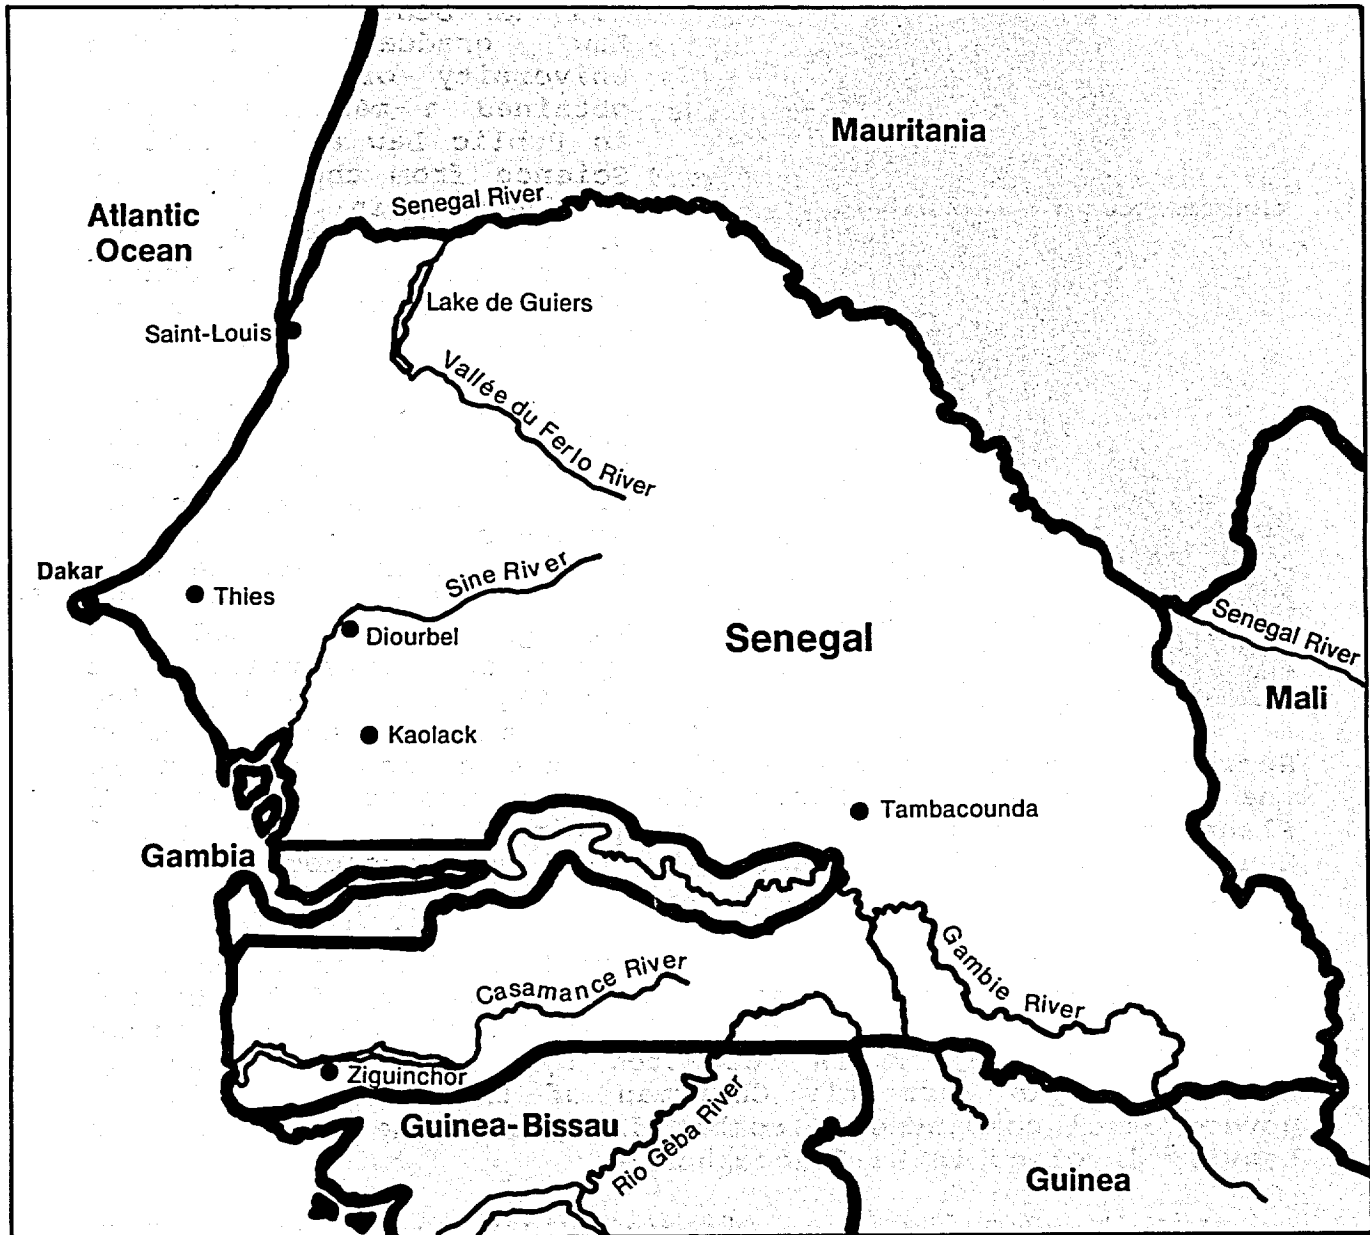 Mauritania
Senegal River
Atlantic
Ocean
Lake de Guiers
Saint-Louis
Vallée du Ferlo River
Dakar
Thies
Sine River
Diourbel
Senegal
Senegal River
Mali
Kaolack
Tambacounda
Gambia
Gambie River
Casamance River
Ziguinchor
Guinea-Bissau
Rio Gêba River
Guinea